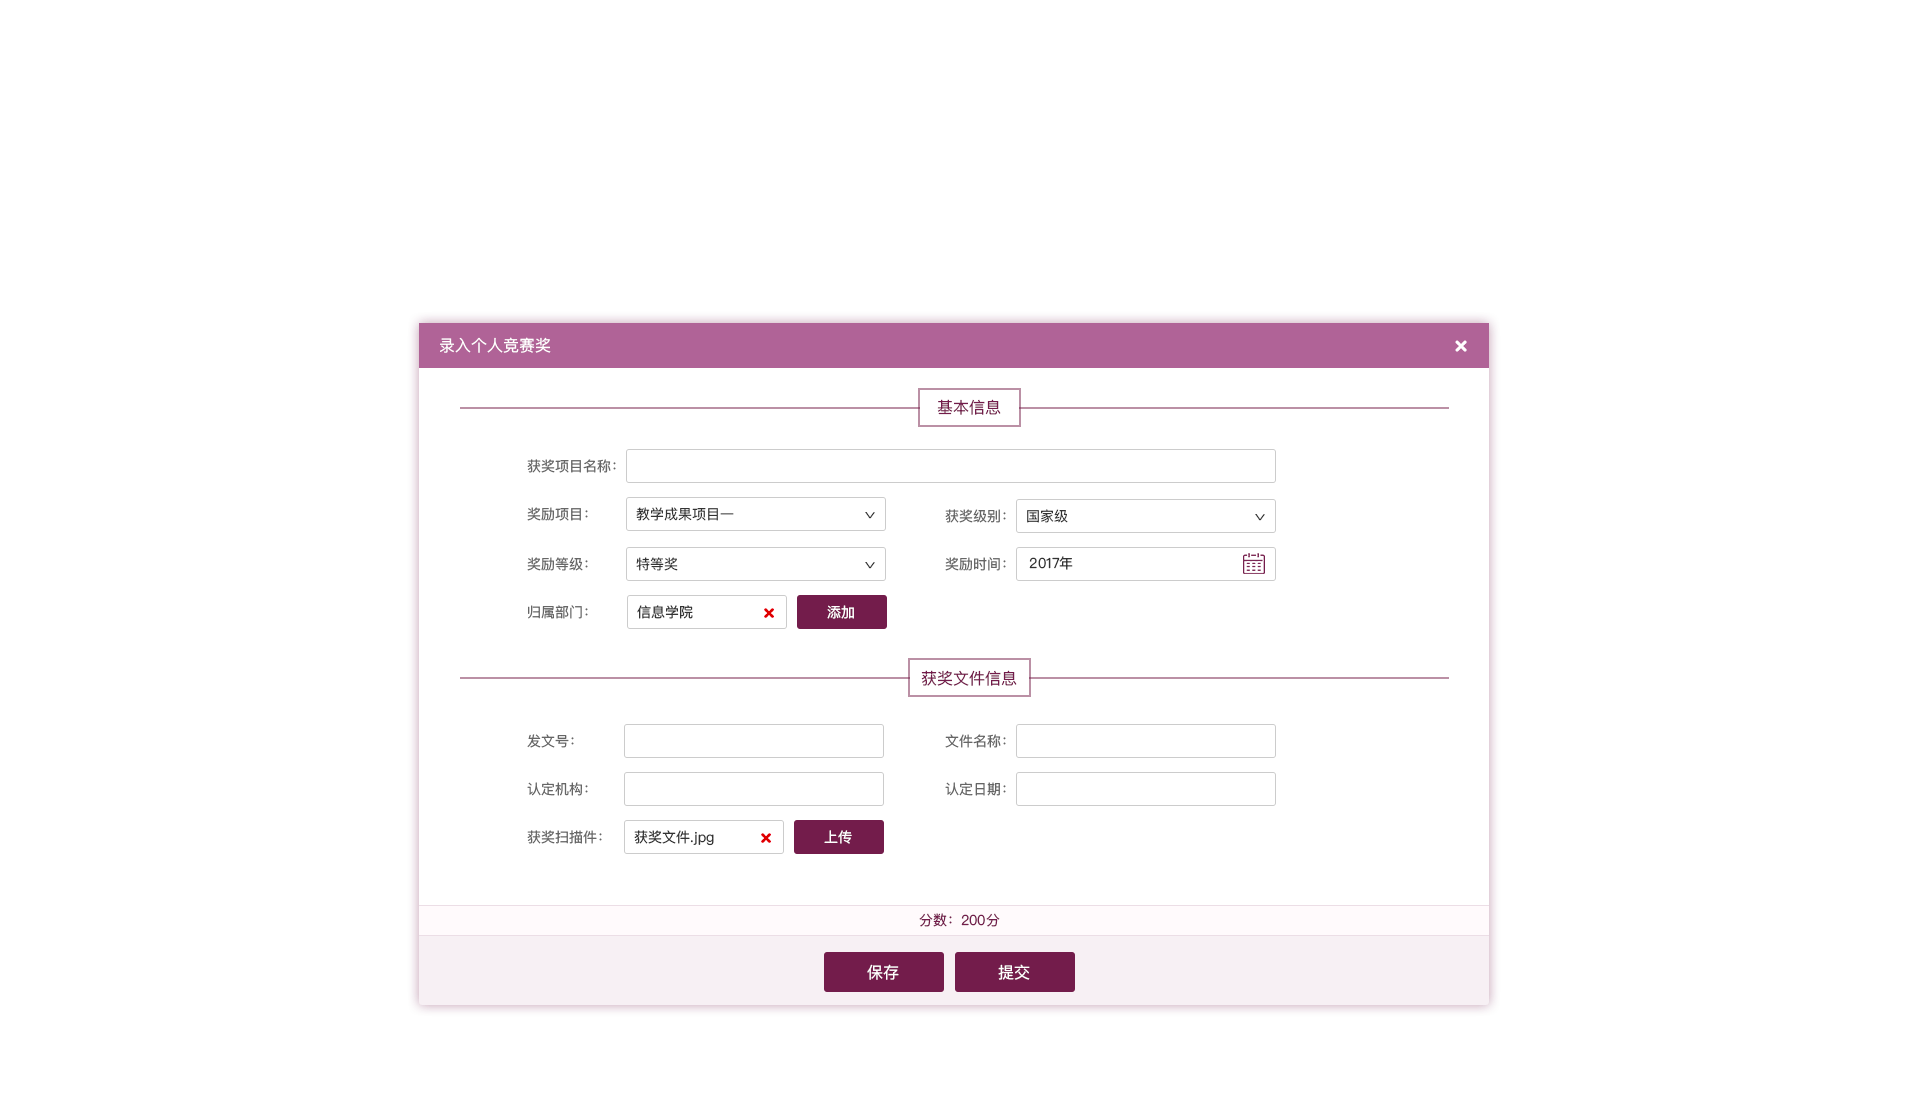 录入个人竞赛奖
基本信息
获奖项目名称：
奖励项目： 教学成果项目一 获奖级别： 国家级
奖励等级： 特等奖 奖励时间： 2017年
归属部门： 信息学院 添加
获奖文件信息
发文号： 文件名称：
认定机构： 认定日期：
获奖扫描件： 获奖文件.jpg 上传
分数：200分
保存 提交